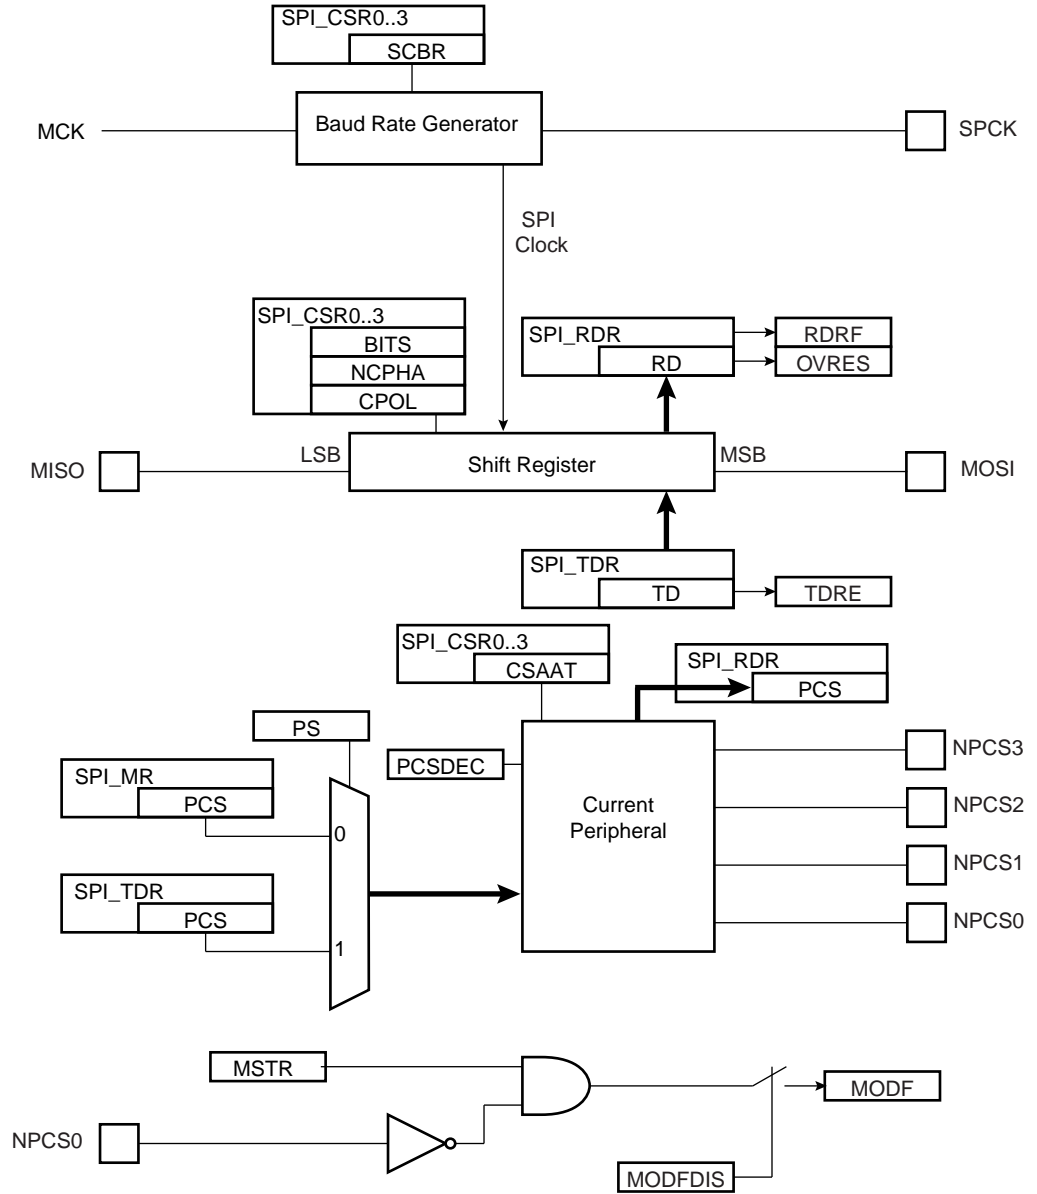 SPI_CSR0..3
SCBR
MCK
Baud Rate Generator
SPCK
SPI
Clock
SPI_CSR0..3
BITS
NCPHA
CPOL
SPI_RDR
RD
RDRF
OVRES
MISO
LSB
Shift Register
MSB
MOSI
SPI_TDR
TD
TDRE
SPI_CSR0..3
CSAAT
SPI_RDR
PCS
PS
PCSDEC
NPCS3
SPI_MR
PCS
0
Current
Peripheral
NPCS2
NPCS1
SPI_TDR
PCS
1
NPCS0
MSTR
MODF
NPCS0
MODFDIS